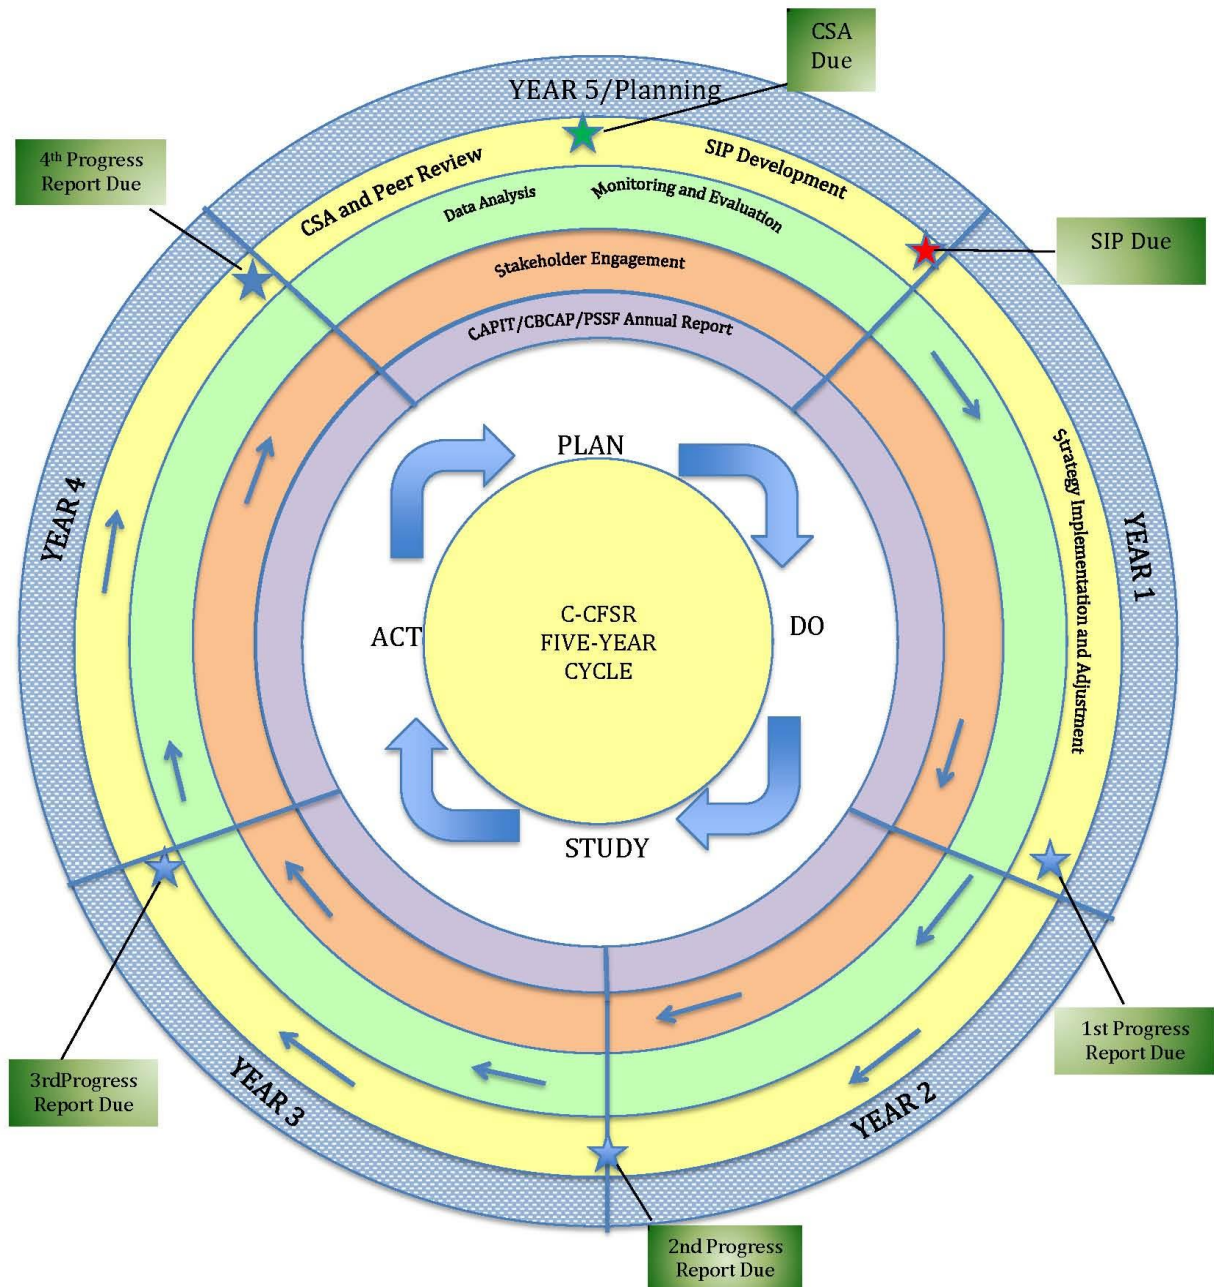 CSA
Due
YEAR 5/Planning
4th Progress
Report Due
CSA and Peer Review
SIP Development
SIP Due
Data Analysis
Monitoring and Evaluation
Stakeholder Engagement
CAPIT/CBCAP/PSSF Annual Report
Strategy Implementation and Adjustment
YEAR 1
YEAR 4
PLAN
DO
ACT
STUDY
C-CFSR
FIVE-YEAR
CYCLE
1st Progress
Report Due
YEAR 2
YEAR 3
3rdProgress
Report Due
2nd Progress
Report Due